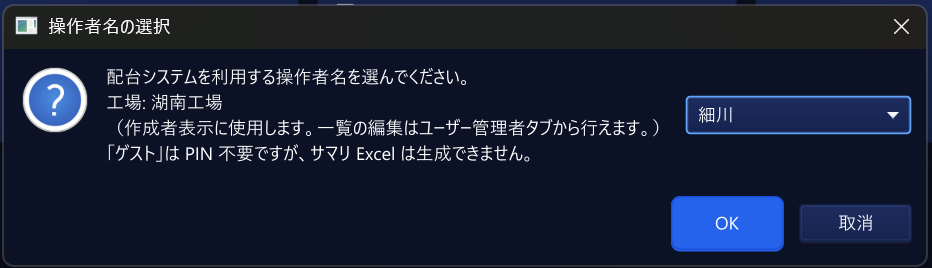 操作者名の選択
配台システムを利用する操作者名を選んでください。
工場: 湖南工場
（作成者表示に使用します。一覧の編集はユーザー管理者タブから行えます。）
「ゲスト」は PIN 不要ですが、サマリ Excel は生成できません。
細川
OK
取消